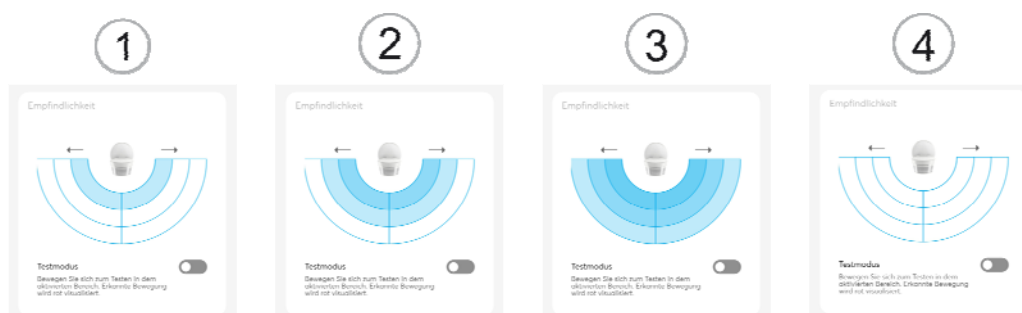 1
2
3
4
Empfindlichkeit
Empfindlichkeit
Empfindlichkeit
Empfindlichkeit
Testmodus
Bewegen Sie sich zum Testen in dem
aktivierten Bereich. Erkannte Bewegung
wird rot visualisiert
Testmodus
Bewegen Sie sich zum Testen in dem
aktivierten Bereich. Erkannte Bewegung
wird rot visualisiert
Testmodus
Bewegen Sie sich zum Testen in dem
aktivierten Bereich. Erkannte Bewegung
wird rot visualisiert
Testmodus
Bewegen Sie sich zum Testen in dem
aktivierten Bereich. Erkannte Bewegung
wird rot visualisiert.